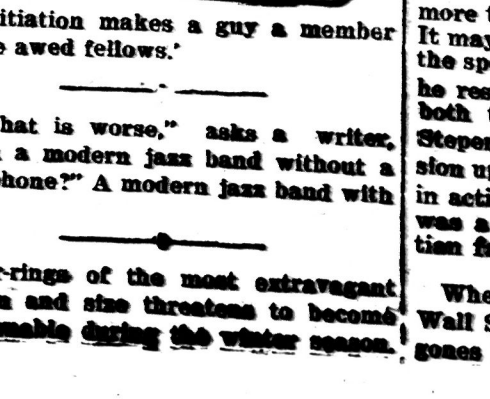 itiation makes a guy a member
e awed fellows.'
hat is worse," asks a writer,
a modern jazz band without a
hone?" A modern jazz band with
-rings of the most extravagant
and size threatens to become
onable during the winter season.
more t
It may
the sp
he res
both t
Stepe
sion u
in acti
was a
tion f
Whe
Wall S
gones